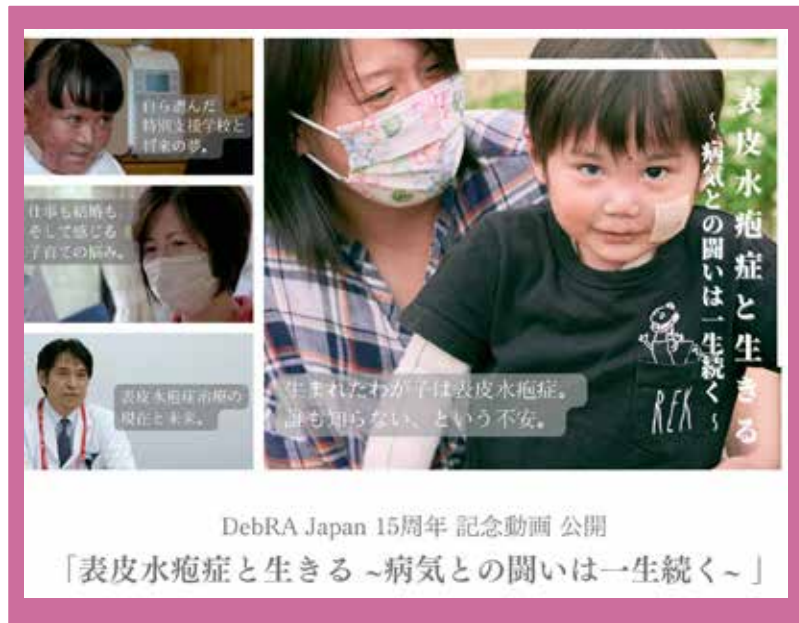 自ら選んだ
特別支援学校と
将来の夢。
仕事も結婚も
そして感じる
子育ての悩み。
表皮水疱症治療の
現在と未来。
表皮水疱症と生きる
~病気との闘いは一生続く~
生まれたわが子は表皮水疱症。
誰も知らない、という不安。
REK
DebRA Japan 15周年 記念動画 公開
「表皮水疱症と生きる ~病気との闘いは一生続く~ 」